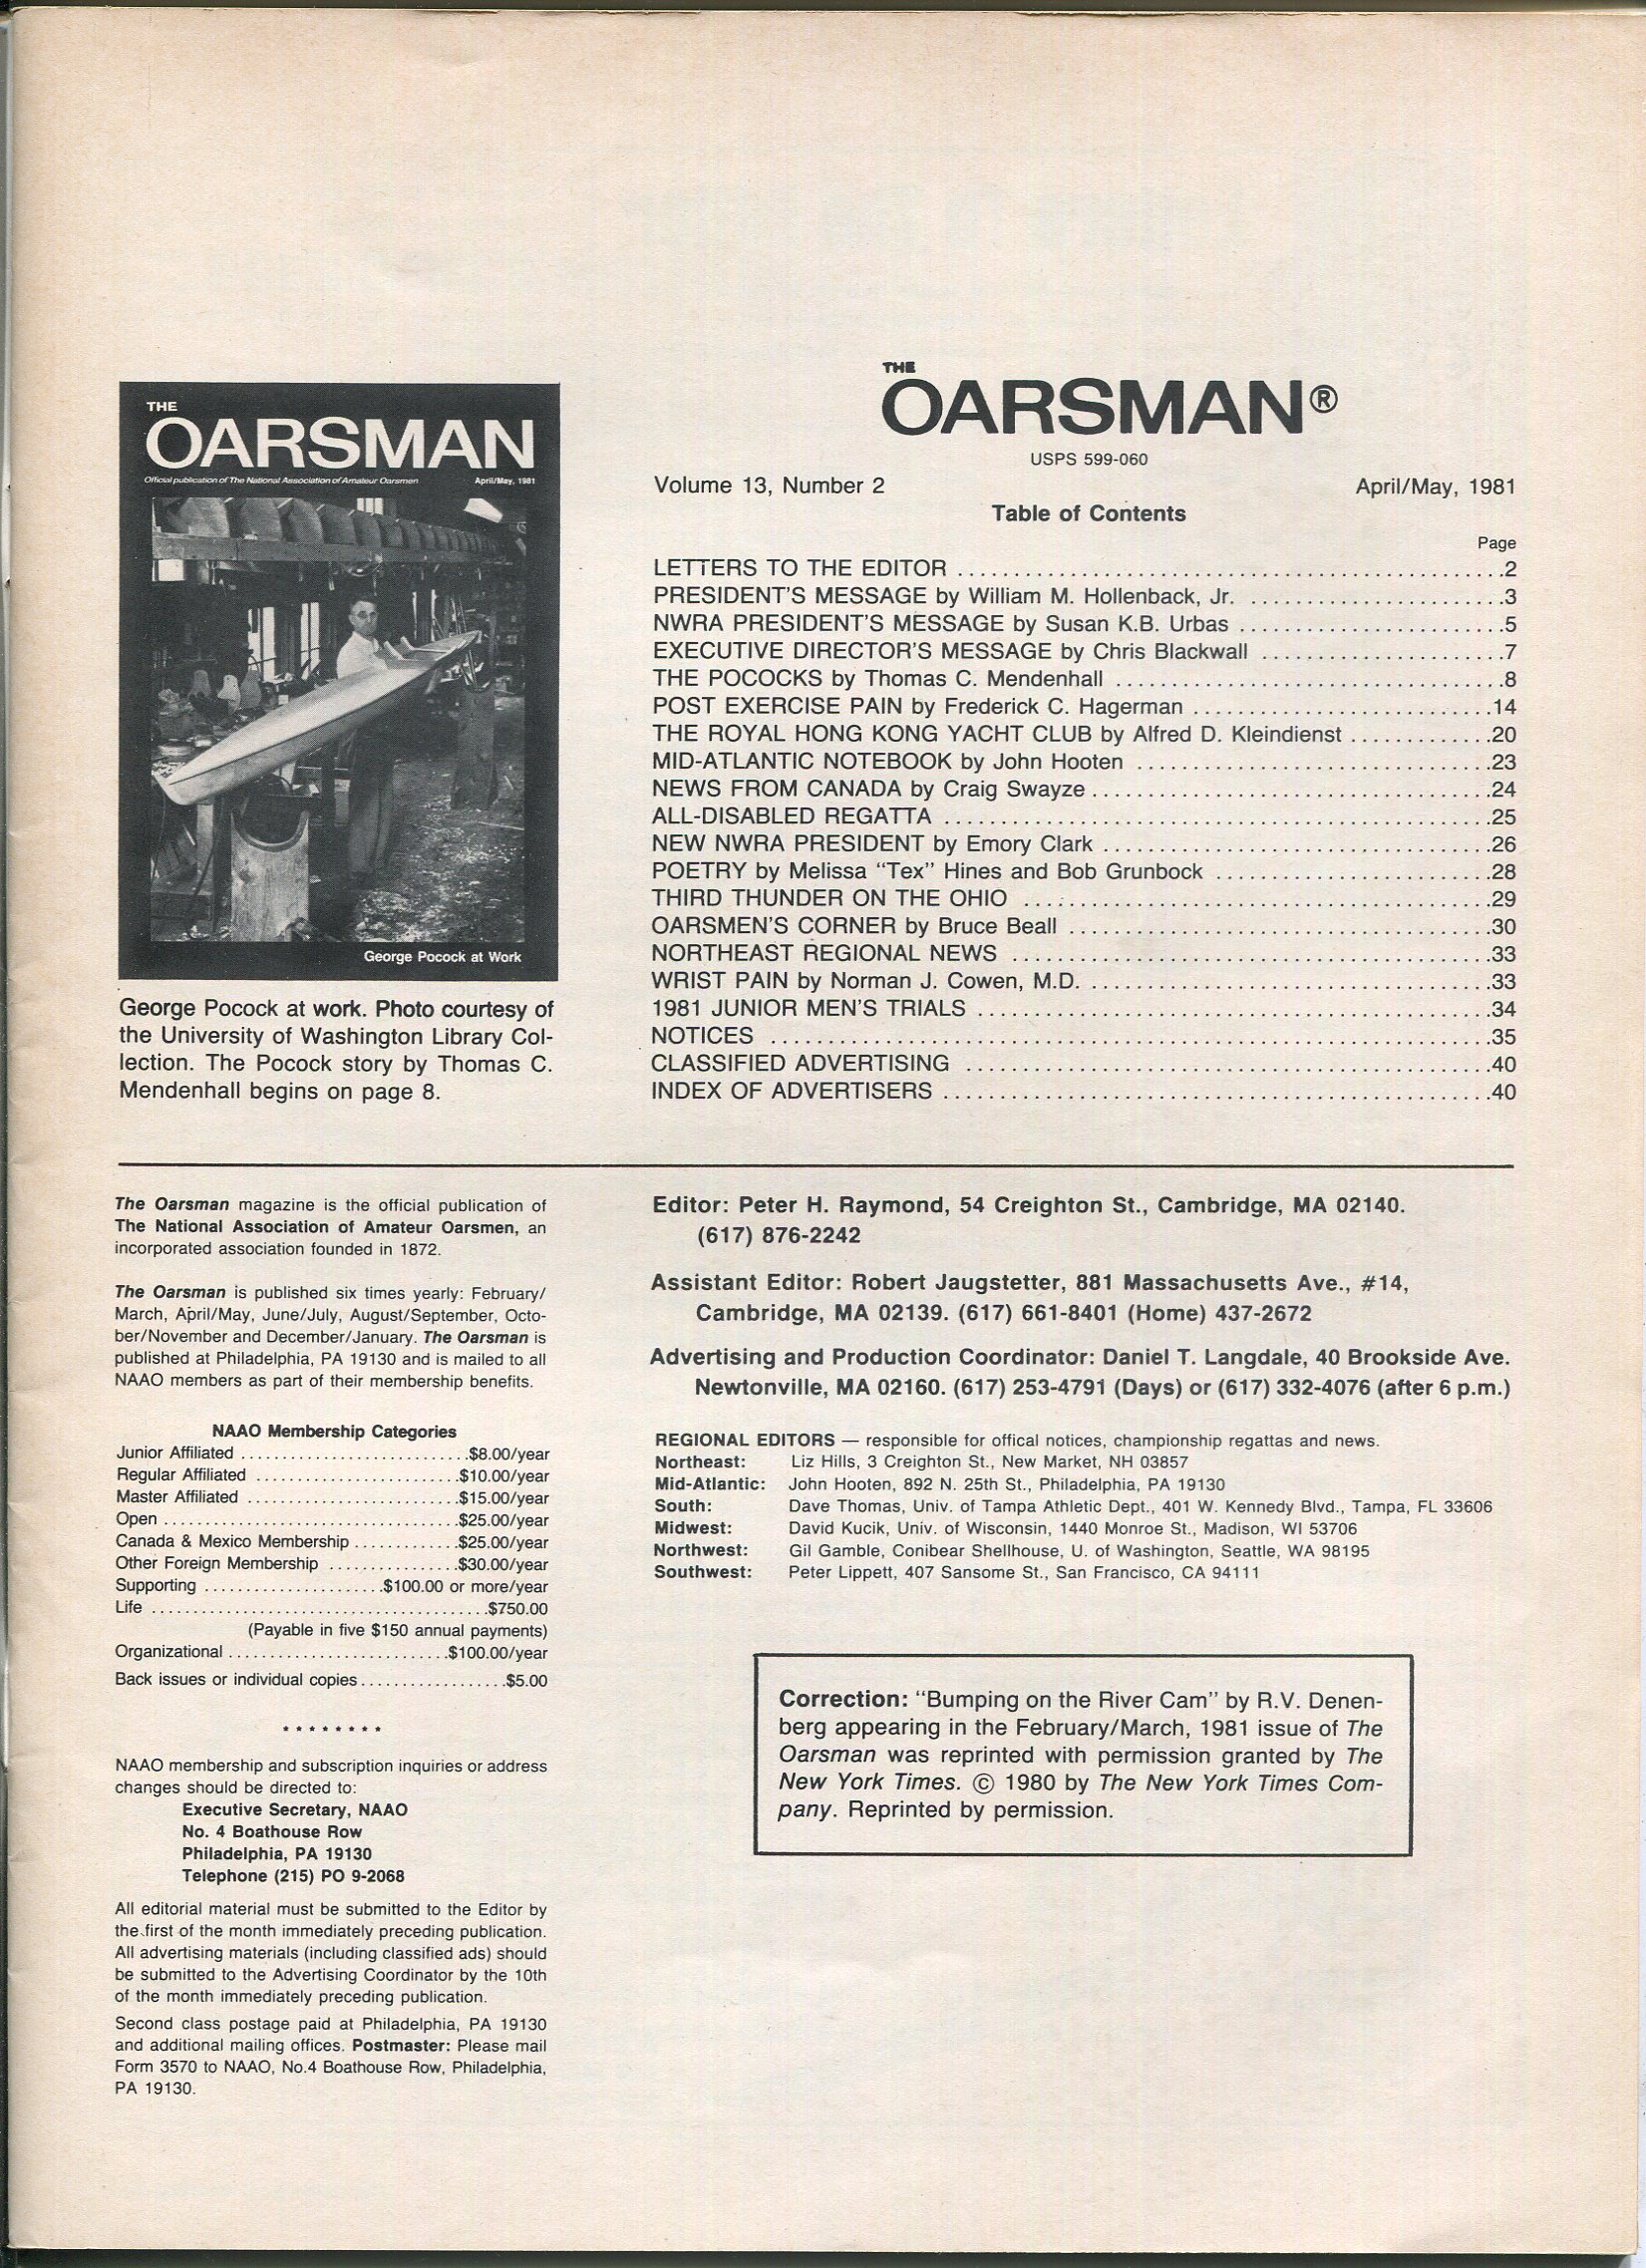 THE
OARSMAN
Official publication of The National Association of Amateur Oarsmen April/May, 1981
George Pocock at Work
George Pocock at work. Photo courtesy of
the University of Washington Library Col-
lection. The Pocock story by Thomas C.
Mendenhall begins on page 8.
THE
OARSMAN®
USPS 599-060
Volume 13, Number 2 April/May, 1981
Table of Contents
Page
LETTERS TO THE EDITOR ..................................................2
PRESIDENT'S MESSAGE by William M. Hollenback, Jr. ........................3
NWRA PRESIDENT'S MESSAGE by Susan K.B. Urbas .........................5
EXECUTIVE DIRECTOR'S MESSAGE by Chris Blackwall .......................7
THE POCOCKS by Thomas C. Mendenhall ....................................8
POST EXERCISE PAIN by Frederick C. Hagerman ............................14
THE ROYAL HONG KONG YACHT CLUB by Alfred D. Kleindienst .............20
MID-ATLANTIC NOTEBOOK by John Hooten .................................23
NEWS FROM CANADA by Craig Swayze .....................................24
ALL-DISABLED REGATTA ..................................................25
NEW NWRA PRESIDENT by Emory Clark ....................................26
POETRY by Melissa “Tex” Hines and Bob Grunbock ..........................28
THIRD THUNDER ON THE OHIO ...........................................29
OARSMEN'S CORNER by Bruce Beall .......................................30
NORTHEAST REGIONAL NEWS ............................................33
WRIST PAIN by Norman J. Cowen, M.D. .....................................33
1981 JUNIOR MEN'S TRIALS ...............................................34
NOTICES .................................................................35
CLASSIFIED ADVERTISING ................................................40
INDEX OF ADVERTISERS ..................................................40
The Oarsman magazine is the official publication of
The National Association of Amateur Oarsmen, an
incorporated association founded in 1872.
The Oarsman is published six times yearly: February/
March, April/May, June/July, August/September, Octo-
ber/November and December/January. The Oarsman is
published at Philadelphia, PA 19130 and is mailed to all
NAAO members as part of their membership benefits.
NAAO Membership Categories
Junior Affiliated ............................$8.00/year
Regular Affiliated .........................$10.00/year
Master Affiliated ..........................$15.00/year
Open ....................................$25.00/year
Canada & Mexico Membership .............$25.00/year
Other Foreign Membership ................$30.00/year
Supporting ......................$100.00 or more/year
Life .........................................$750.00
(Payable in five $150 annual payments)
Organizational ...........................$100.00/year
Back issues or individual copies ..................$5.00
* * * * * * * *
NAAO membership and subscription inquiries or address
changes should be directed to:
Executive Secretary, NAAO
No. 4 Boathouse Row
Philadelphia, PA 19130
Telephone (215) PO 9-2068
All editorial material must be submitted to the Editor by
the first of the month immediately preceding publication.
All advertising materials (including classified ads) should
be submitted to the Advertising Coordinator by the 10th
of the month immediately preceding publication.
Second class postage paid at Philadelphia, PA 19130
and additional mailing offices. Postmaster: Please mail
Form 3570 to NAAO, No.4 Boathouse Row, Philadelphia,
PA 19130.
Editor: Peter H. Raymond, 54 Creighton St., Cambridge, MA 02140.
(617) 876-2242
Assistant Editor: Robert Jaugstetter, 881 Massachusetts Ave., #14,
Cambridge, MA 02139. (617) 661-8401 (Home) 437-2672
Advertising and Production Coordinator: Daniel T. Langdale, 40 Brookside Ave.
Newtonville, MA 02160. (617) 253-4791 (Days) or (617) 332-4076 (after 6 p.m.)
REGIONAL EDITORS — responsible for offical notices, championship regattas and news.
Northeast: Liz Hills, 3 Creighton St., New Market, NH 03857
Mid-Atlantic: John Hooten, 892 N. 25th St., Philadelphia, PA 19130
South: Dave Thomas, Univ. of Tampa Athletic Dept., 401 W. Kennedy Blvd., Tampa, FL 33606
Midwest: David Kucik, Univ. of Wisconsin, 1440 Monroe St., Madison, WI 53706
Northwest: Gil Gamble, Conibear Shellhouse, U. of Washington, Seattle, WA 98195
Southwest: Peter Lippett, 407 Sansome St., San Francisco, CA 94111
Correction: “Bumping on the River Cam” by R.V. Denen-
berg appearing in the February/March, 1981 issue of The
Oarsman was reprinted with permission granted by The
New York Times. © 1980 by The New York Times Com-
pany. Reprinted by permission.